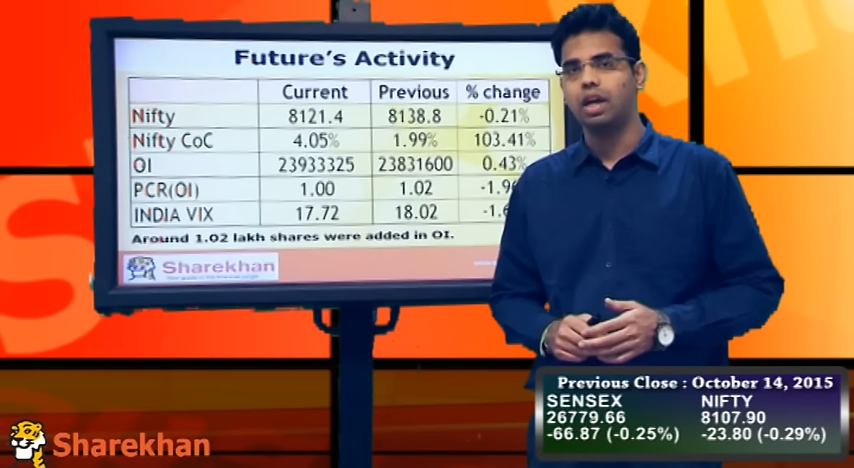 Future's Activity
Current Previous % change
Nifty 8121.4 8138.8 -0.21%
Nifty CoC 4.05% 1.99% 103.41%
OI 23933325 23831600 0.43%
PCR(OI) 1.00 1.02 -1.96
INDIA VIX 17.72 18.02
Around 1.02 lakh shares were added in OI.
Sharekhan
Previous Close : October 14, 2015
SENSEX NIFTY
26779.66 8107.90
-66.87 (-0.25%) -23.80 (-0.29%)
Sharekhan